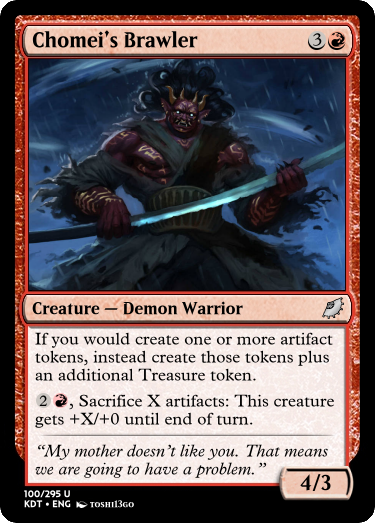 Chomei's Brawler 3
Creature — Demon Warrior
If you would create one or more artifact
tokens, instead create those tokens plus
an additional Treasure token.
2, Sacrifice X artifacts: This creature
gets +X/+0 until end of turn.
“My mother doesn't like you. That means
we are going to have a problem.”
4/3
100/295 U
KDT • ENG TOSH1I3GO